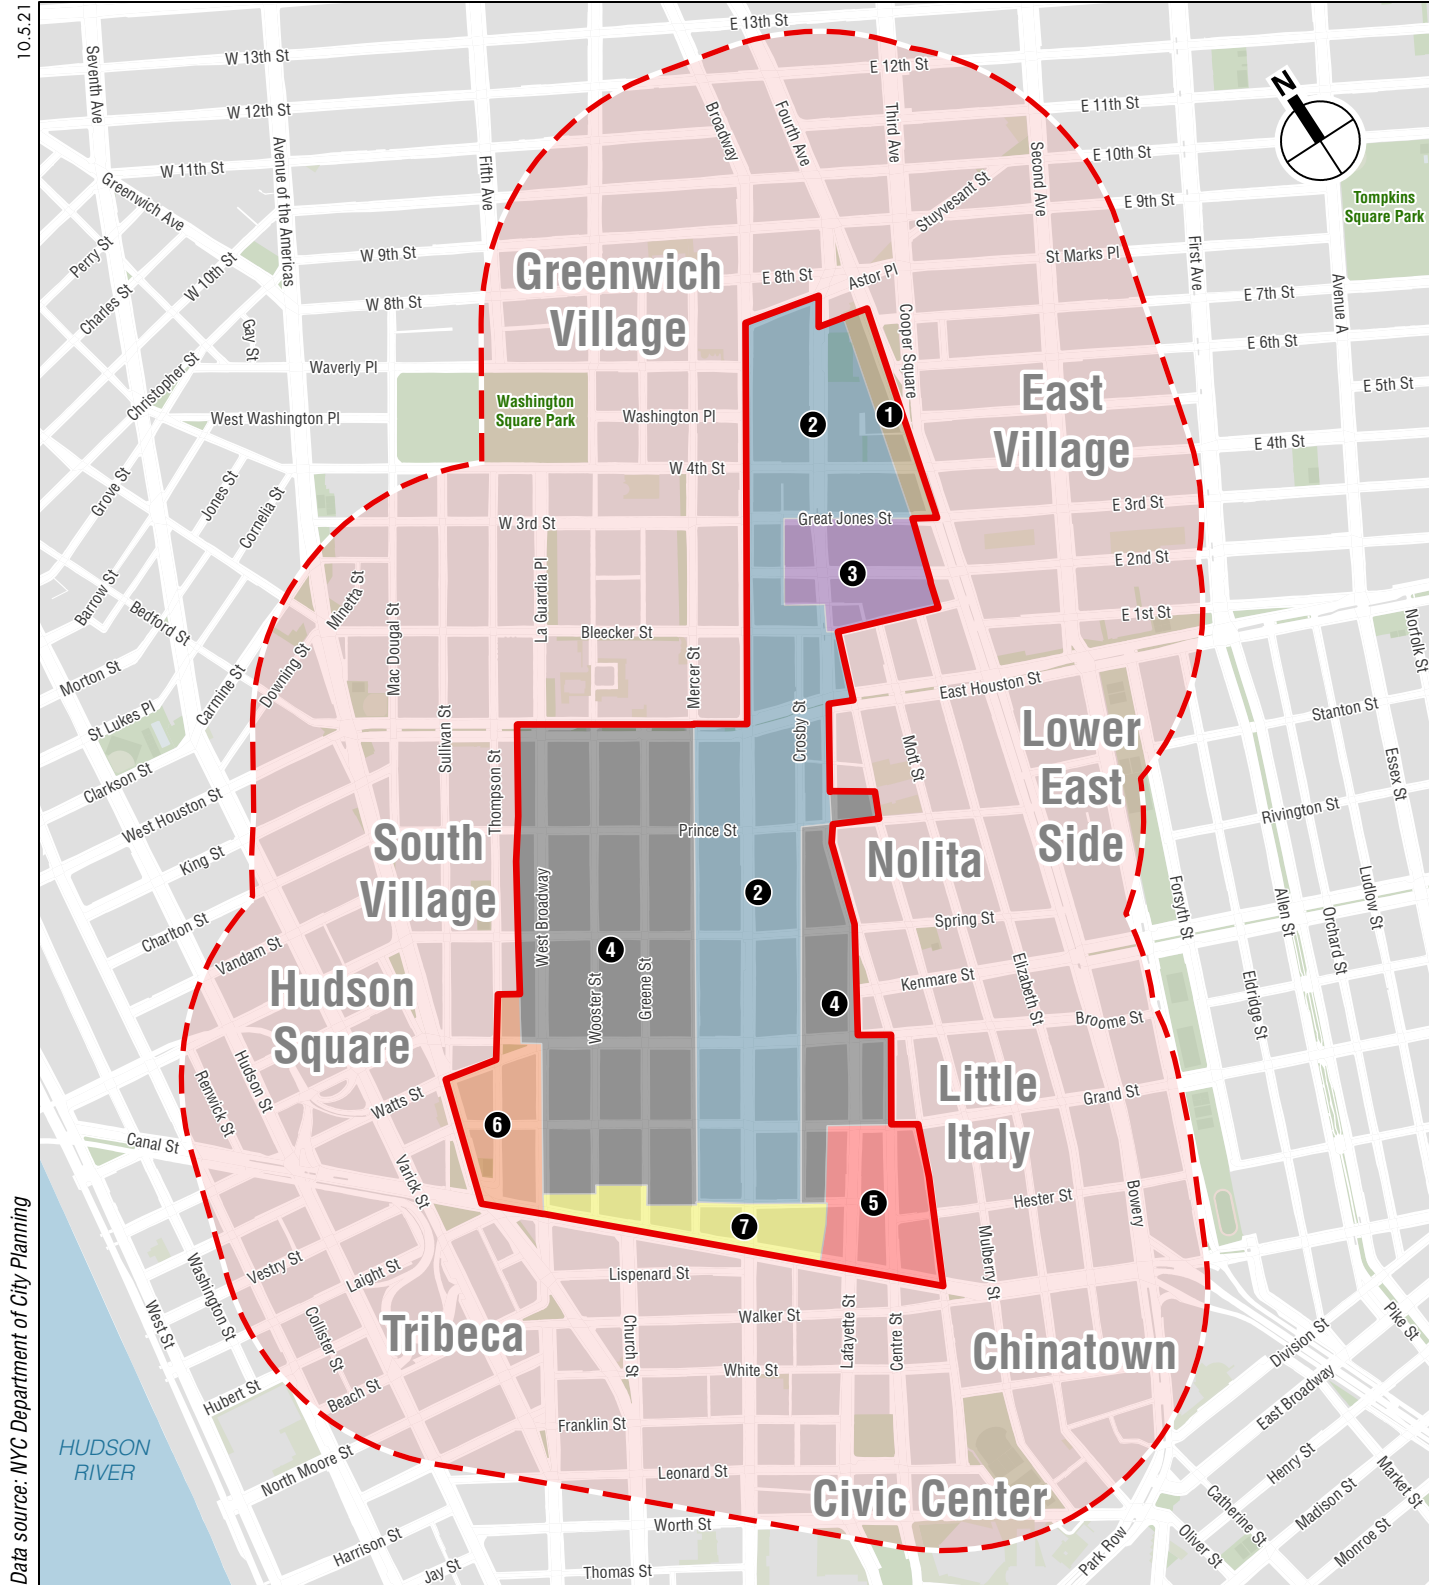 10.5.21
E 13th St
W 13th St
Seventh Ave
E 12th St
W 12th St
Broadway
Fourth Ave
Third Ave
E 11th St
N
Avenue of the Americas
W 11th St
Fifth Ave
Second Ave
E 10th St
Greenwich Ave
Stuyvesant St
E 9th St
Tompkins
Square Park
Perry St
W 10th St
W 9th St
Greenwich
Village
E 8th St
Astor Pl
St Marks Pl
First Ave
Charles St
W 8th St
E 7th St
Avenue A
Gay St
Cooper Square
E 6th St
Christopher St
Waverly Pl
East
Village
E 5th St
West Washington Pl
Washington
Square Park
Washington Pl
2
1
E 4th St
W 4th St
Grove St
Jones St
Cornelia St
W 3rd St
Great Jones St
E 3rd St
3
E 2nd St
Barrow St
Bedford St
Minetta St
Mac Dougal St
La Guardia Pl
Bleecker St
E 1st St
Norfolk St
Morton St
Carmine St
Downing St
Mercer St
East Houston St
St Lukes Pl
Sullivan St
Crosby St
Stanton St
Lower
East
Side
Mott St
Essex St
Clarkson St
Thompson St
West Houston St
Prince St
Rivington St
South
Village
King St
Nolita
2
Ludlow St
Charlton St
West Broadway
Spring St
Forsyth St
Allen St
Orchard St
Vandam St
4
Hudson
Square
Wooster St
Greene St
Kenmare St
Elizabeth St
Eldridge St
4
Broome St
Hudson St
Renwick St
Watts St
Little
Italy
Grand St
6
Canal St
Varick St
5
Hester St
Bowery
7
Mulberry St
Vestry St
Laight St
Lispenard St
Washington St
West St
Collister St
Tribeca
Church St
Walker St
Lafayette St
Centre St
Chinatown
Division St
Pike St
White St
Hubert St
Beach St
East Broadway
Franklin St
HUDSON
RIVER
North Moore St
Leonard St
Civic Center
Henry St
Market St
Catherine St
Madison St
Worth St
Harrison St
Park Row
Oliver St
Monroe St
Jay St
Thomas St
Data source: NYC Department of City Planning